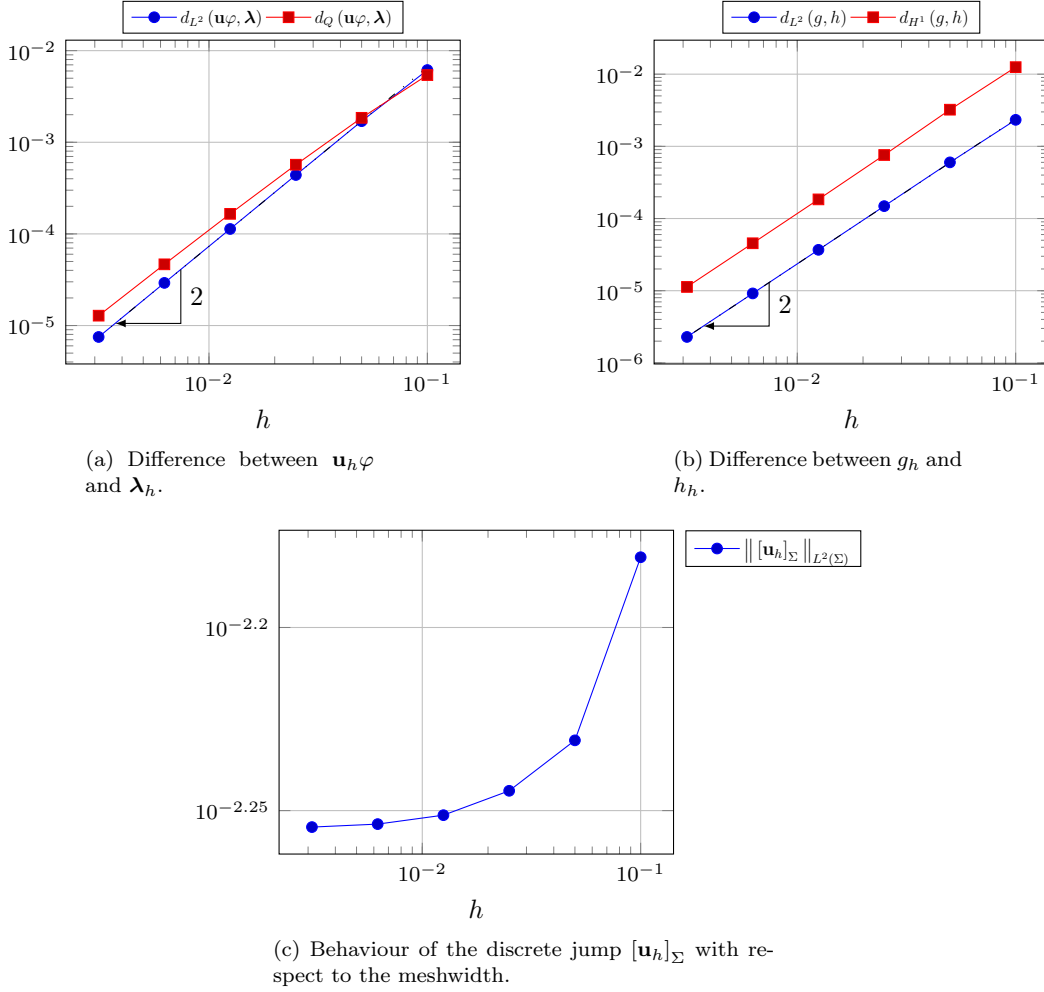 d_{L^2}(𝐮φ, 𝛌) d_Q(𝐮φ, 𝛌)
10^{-2}
10^{-3}
10^{-4}
10^{-5}
2
10^{-2} 10^{-1}
h
(a) Difference between 𝐮_hφ
and 𝛌_h.
d_{L^2}(g, h) d_{H^1}(g, h)
10^{-2}
10^{-3}
10^{-4}
10^{-5}
10^{-6}
2
10^{-2} 10^{-1}
h
(b) Difference between g_h and
h_h.
‖[𝐮_h]_Σ‖_{L^2(Σ)}
10^{-2.2}
10^{-2.25}
10^{-2} 10^{-1}
h
(c) Behaviour of the discrete jump [𝐮_h]_Σ with re-
spect to the meshwidth.